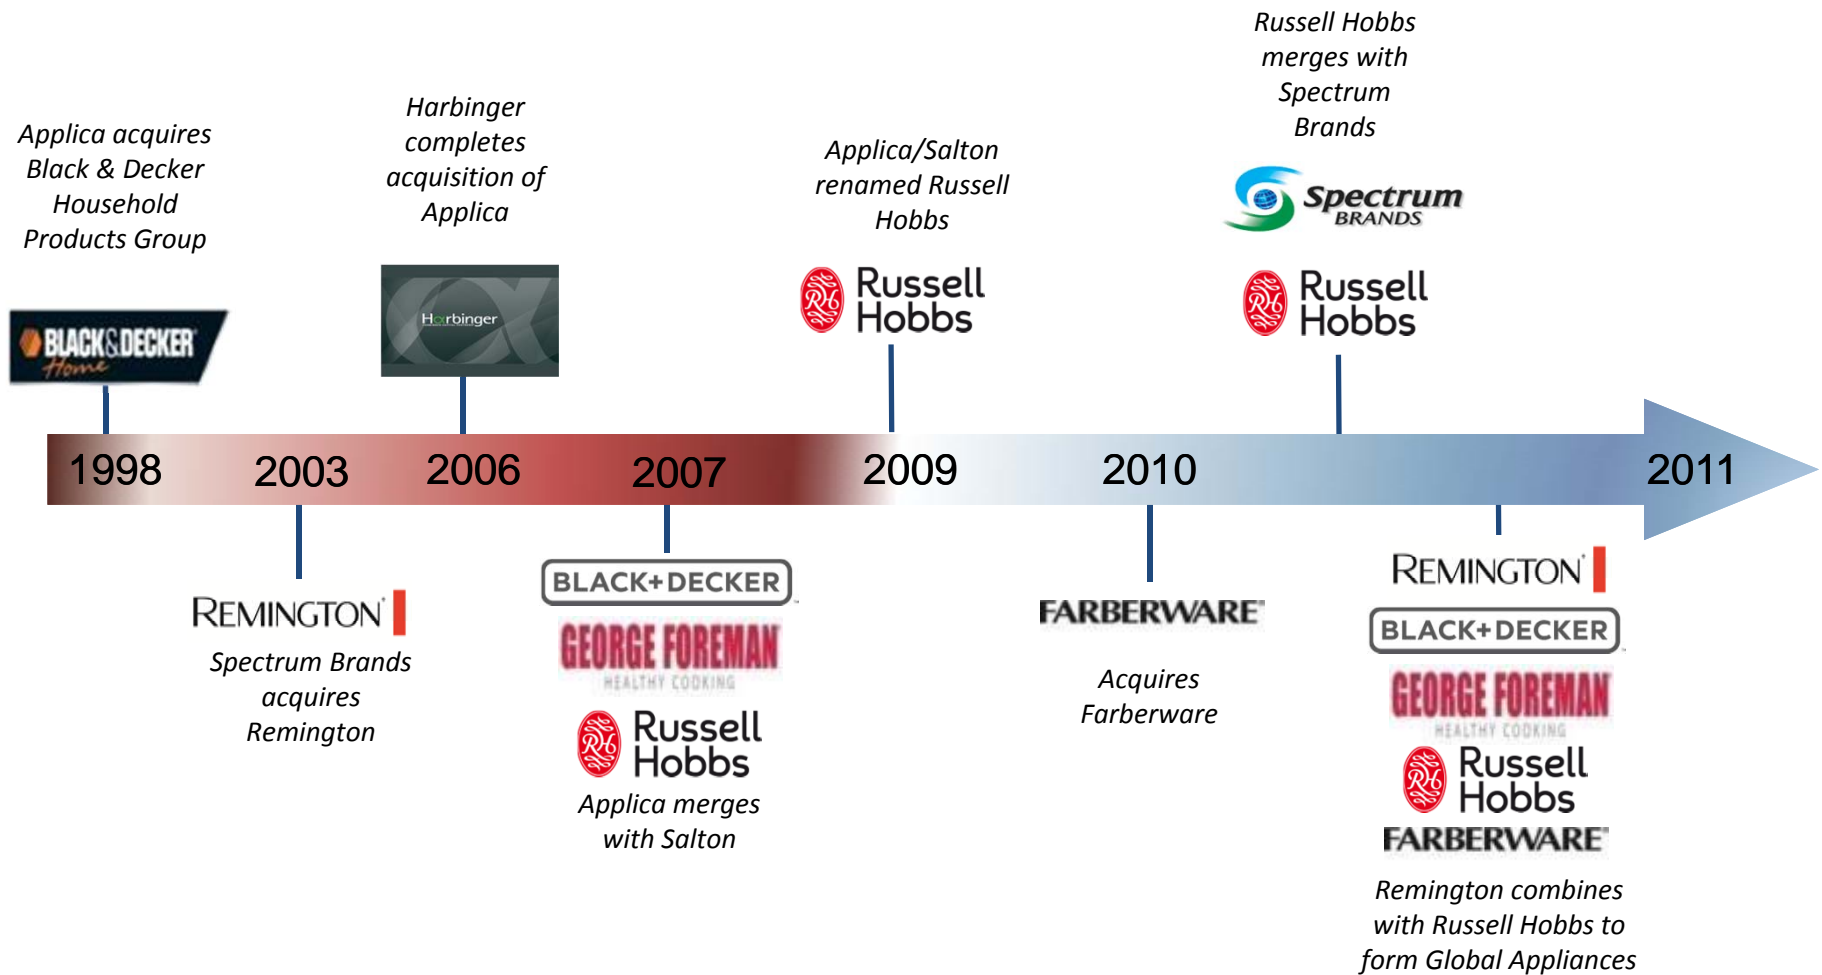 Applica acquires
Black & Decker
Household
Products Group
BLACK&DECKER
Home
Harbinger
completes
acquisition of
Applica
Harbinger
Applica/Salton
renamed Russell
Hobbs
Russell
Hobbs
Russell Hobbs
merges with
Spectrum
Brands
Spectrum
BRANDS
RH
Russell
Hobbs
1998 2003 2006 2007 2009 2010 2011
REMINGTON
Spectrum Brands
acquires
Remington
BLACK+DECKER
GEORGE FOREMAN
HEALTHY COOKING
RH
Russell
Hobbs
Applica merges
with Salton
FARBERWARE
Acquires
Farberware
REMINGTON
BLACK+DECKER
GEORGE FOREMAN
HEALTHY COOKING
RH
Russell
Hobbs
FARBERWARE
Remington combines
with Russell Hobbs to
form Global Appliances